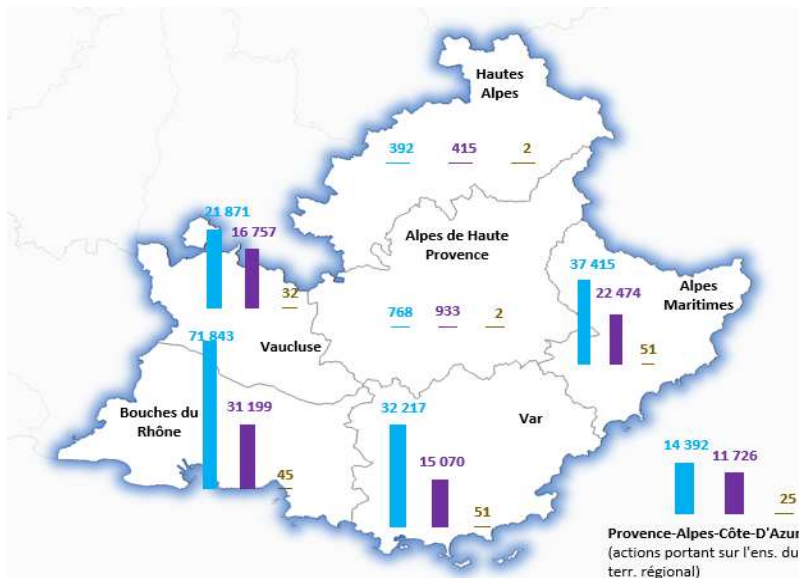 Hautes
Alpes
392 415 2
21 871
16 757
32
Vaucluse
Alpes de Haute
Provence
768 933 2
37 415
22 474
51
Alpes
Maritimes
71 843
31 199
45
Bouches du
Rhône
32 217
15 070
51
Var
14 392
11 726
25
Provence-Alpes-Côte-D'Azur
(actions portant sur l'ens. du
terr. régional)